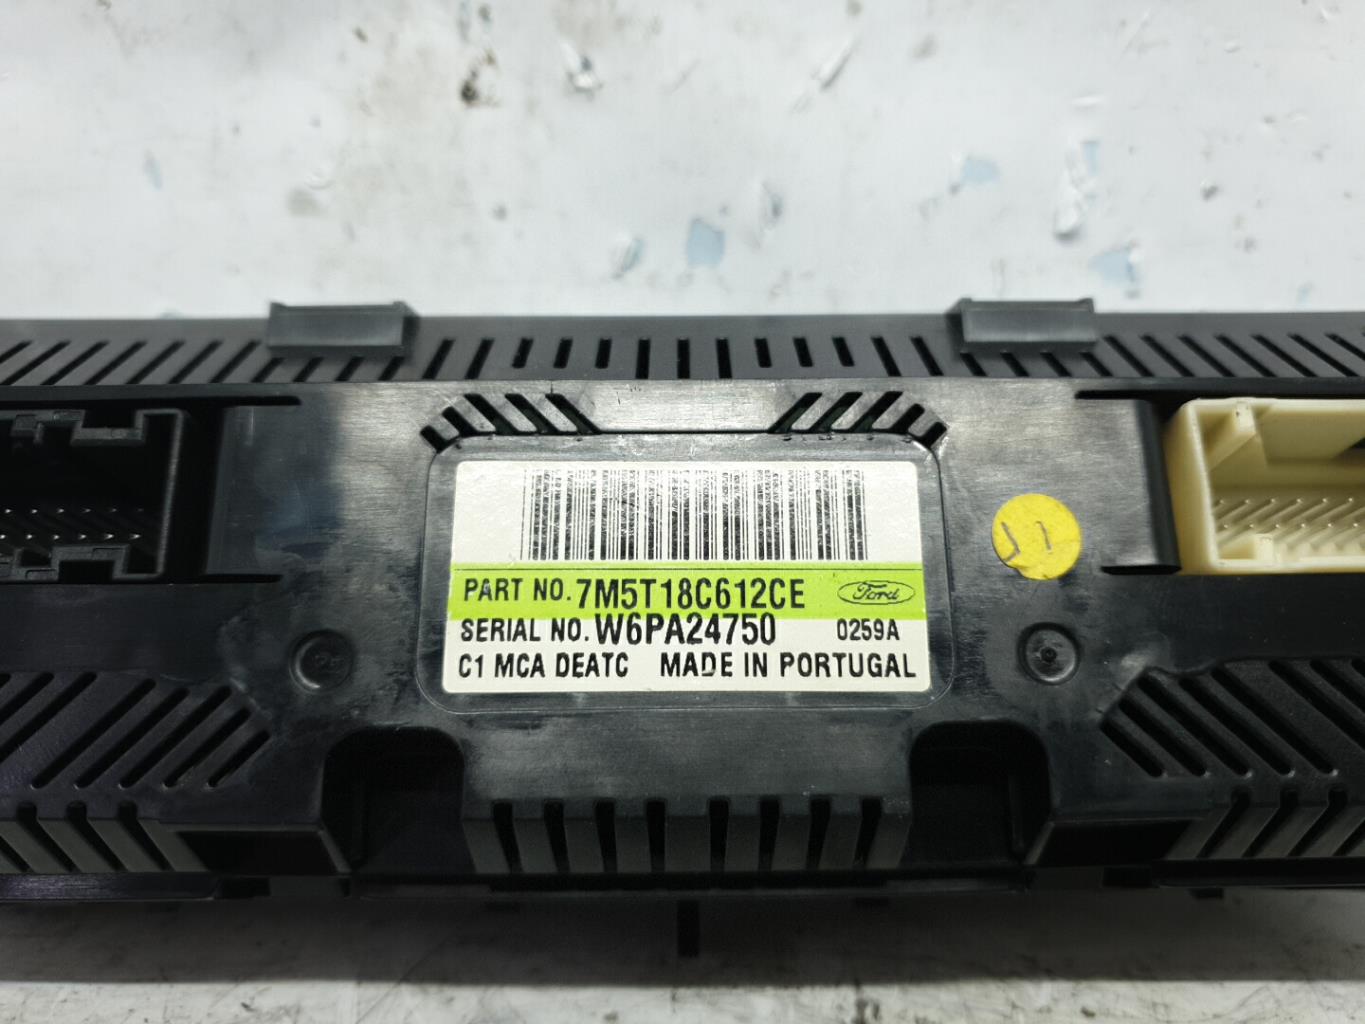 PART NO. 7M5T18C612CE Ford
SERIAL NO. W6PA24750 0259A
C1 MCA DEATC MADE IN PORTUGAL